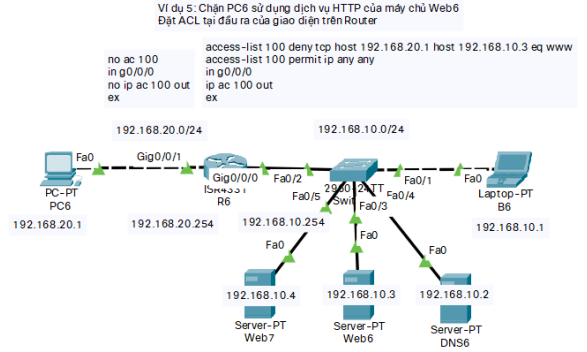 Ví dụ 5: Chặn PC6 sử dụng dịch vụ HTTP của máy chủ Web6
Đặt ACL tại đầu ra của giao diện trên Router
no ac 100
in g0/0/0
no ip ac 100 out
ex
access-list 100 deny tcp host 192.168.20.1 host 192.168.10.3 eq www
access-list 100 permit ip any any
in g0/0/0
ip ac 100 out
ex
192.168.20.0/24
192.168.10.0/24
Fa0
Gig0/0/1
Gig0/0/0
Fa0/2
Fa0/1
Fa0
PC-PT
PC6
ISR4331
R6
Fa0/5
2960-24TT
Swit
Fa0/4
Fa0/3
Laptop-PT
B6
192.168.20.1
192.168.20.254
192.168.10.254
192.168.10.1
Fa0
Fa0
Fa0
192.168.10.4
192.168.10.3
192.168.10.2
Server-PT
Web7
Server-PT
Web6
Server-PT
DNS6